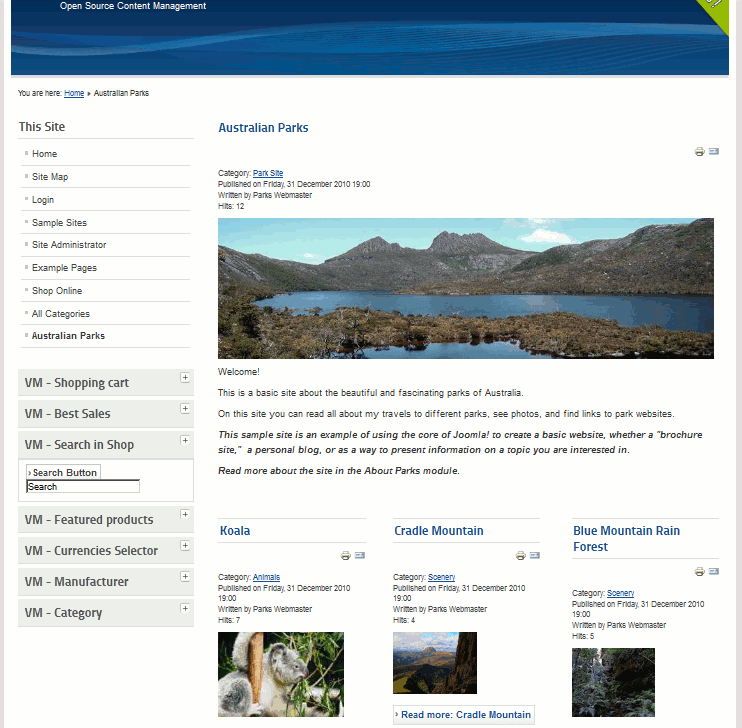 Open Source Content Management
You are here: Home Australian Parks
This Site
Home
Site Map
Login
Sample Sites
Site Administrator
Example Pages
Shop Online
All Categories
Australian Parks
VM - Shopping cart
VM - Best Sales
VM - Search in Shop
Search Button
Search
VM - Featured products
VM - Currencies Selector
VM - Manufacturer
VM - Category
Australian Parks
Category: Park Site
Published on Friday, 31 December 2010 19:00
Written by Parks Webmaster
Hits: 12
Welcome!
This is a basic site about the beautiful and fascinating parks of Australia.
On this site you can read all about my travels to different parks, see photos, and find links to park websites.
This sample site is an example of using the core of Joomla! to create a basic website, whether a "brochure
site," a personal blog, or as a way to present information on a topic you are interested in.
Read more about the site in the About Parks module.
Koala
Category: Animals
Published on Friday, 31 December 2010
19:00
Written by Parks Webmaster
Hits: 7
Cradle Mountain
Category: Scenery
Published on Friday, 31 December 2010
19:00
Written by Parks Webmaster
Hits: 4
Read more: Cradle Mountain
Blue Mountain Rain
Forest
Category: Scenery
Published on Friday, 31 December 2010
19:00
Written by Parks Webmaster
Hits: 5